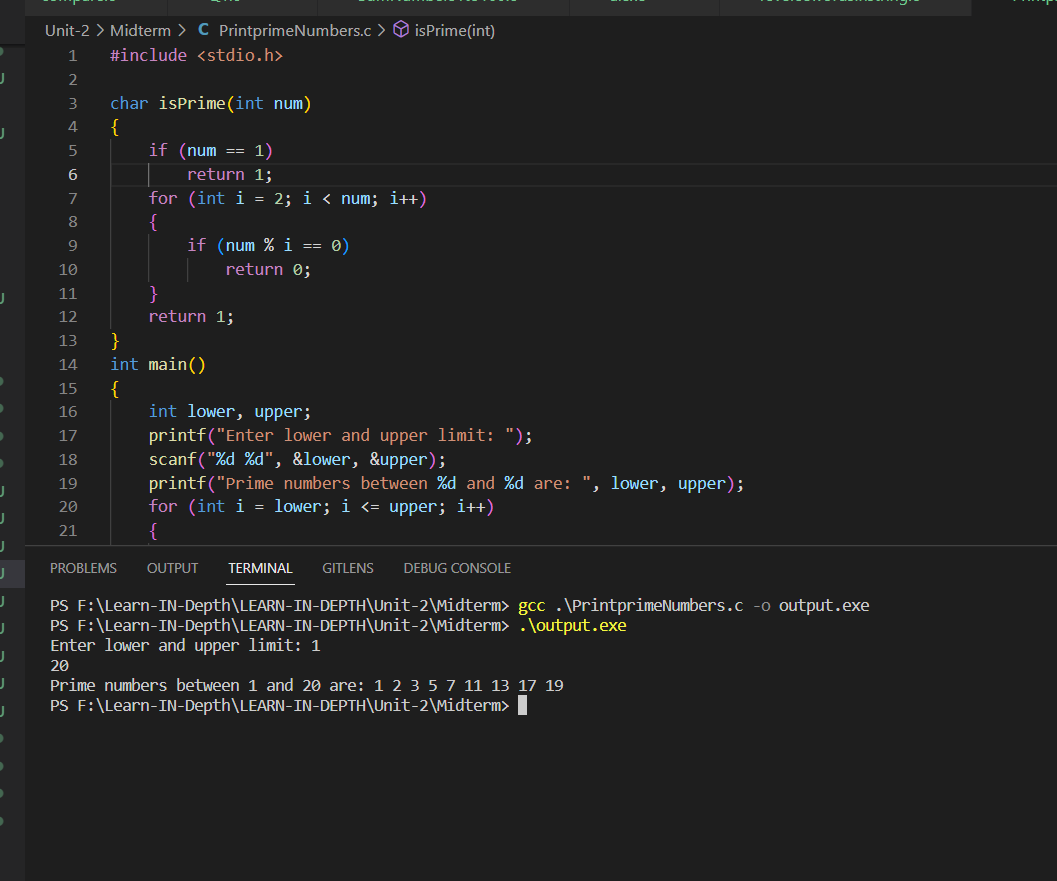 Unit-2 > Midterm > C PrintprimeNumbers.c > isPrime(int)
1 #include <stdio.h>
2
3 char isPrime(int num)
4 {
5 if (num == 1)
6 return 1;
7 for (int i = 2; i < num; i++)
8 {
9 if (num % i == 0)
10 return 0;
11 }
12 return 1;
13 }
14 int main()
15 {
16 int lower, upper;
17 printf("Enter lower and upper limit: ");
18 scanf("%d %d", &lower, &upper);
19 printf("Prime numbers between %d and %d are: ", lower, upper);
20 for (int i = lower; i <= upper; i++)
21 {
PROBLEMS OUTPUT TERMINAL GITLENS DEBUG CONSOLE
PS F:\Learn-IN-Depth\LEARN-IN-DEPTH\Unit-2\Midterm> gcc .\PrintprimeNumbers.c -o output.exe
PS F:\Learn-IN-Depth\LEARN-IN-DEPTH\Unit-2\Midterm> .\output.exe
Enter lower and upper limit: 1
20
Prime numbers between 1 and 20 are: 1 2 3 5 7 11 13 17 19
PS F:\Learn-IN-Depth\LEARN-IN-DEPTH\Unit-2\Midterm>